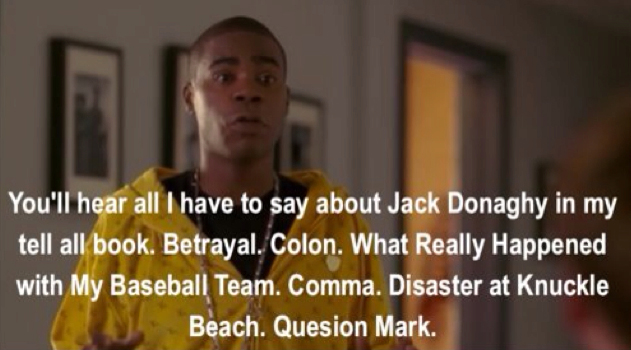 You'll hear all I have to say about Jack Donaghy in my
tell all book. Betrayal. Colon. What Really Happened
with My Baseball Team. Comma. Disaster at Knuckle
Beach. Quesion Mark.